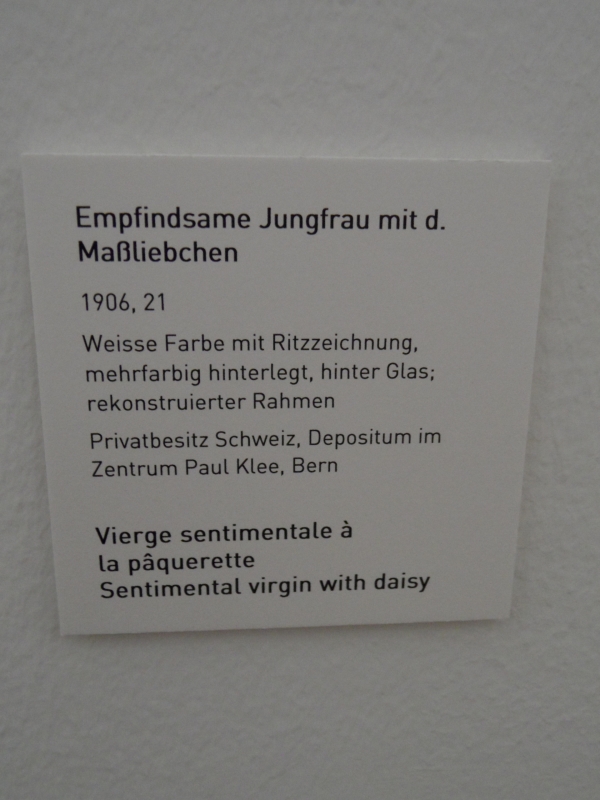 Empfindsame Jungfrau mit d.
Maßliebchen
1906, 21
Weisse Farbe mit Ritzzeichnung,
mehrfarbig hinterlegt, hinter Glas;
rekonstruierter Rahmen
Privatbesitz Schweiz, Depositum im
Zentrum Paul Klee, Bern
Vierge sentimentale à
la pâquerette
Sentimental virgin with daisy